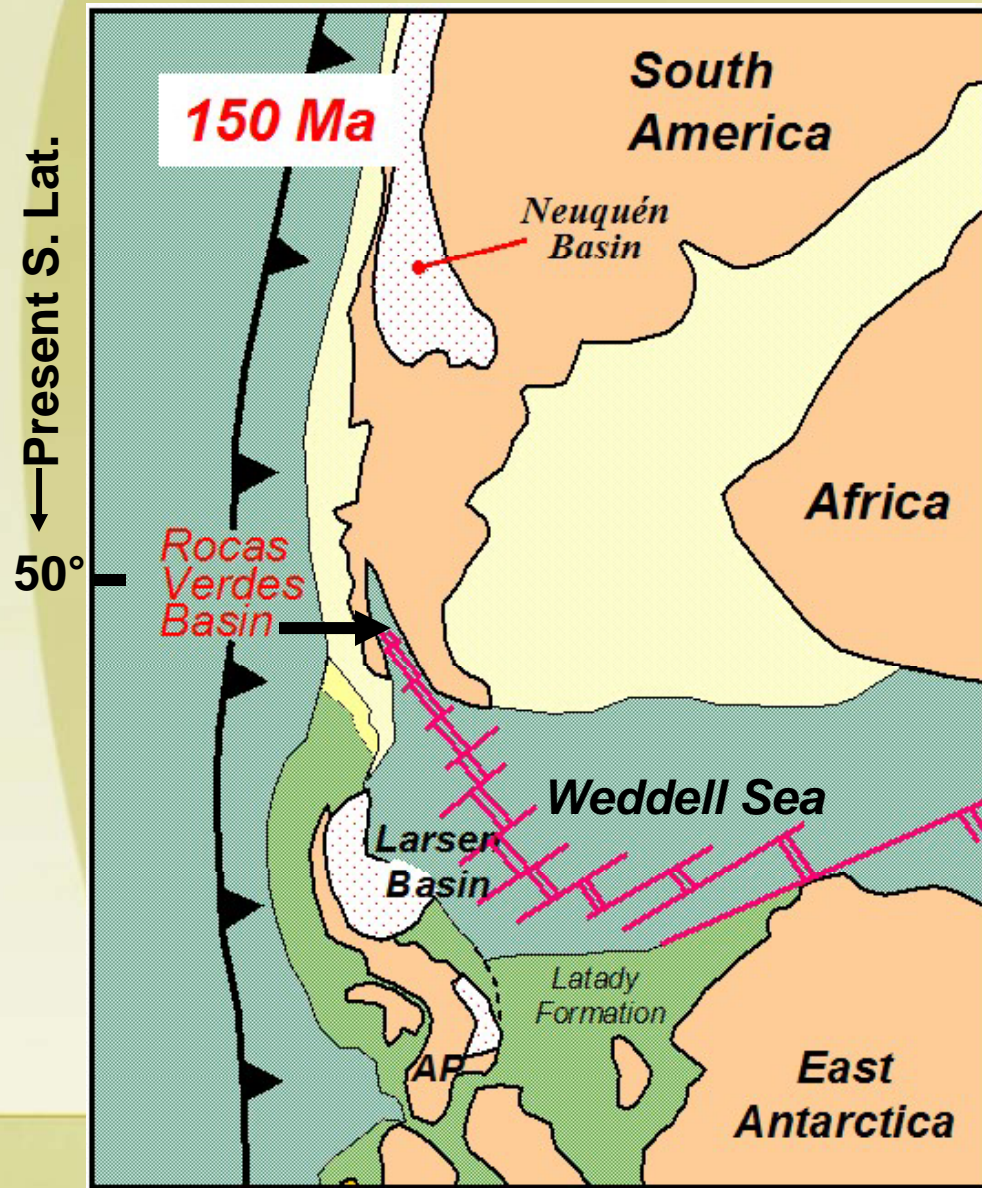 150 Ma
South
America
Neuquén
Basin
←Present S. Lat.
50°
Africa
Rocas
Verdes
Basin
Weddell Sea
Larsen
Basin
Latady
Formation
AP
East
Antarctica